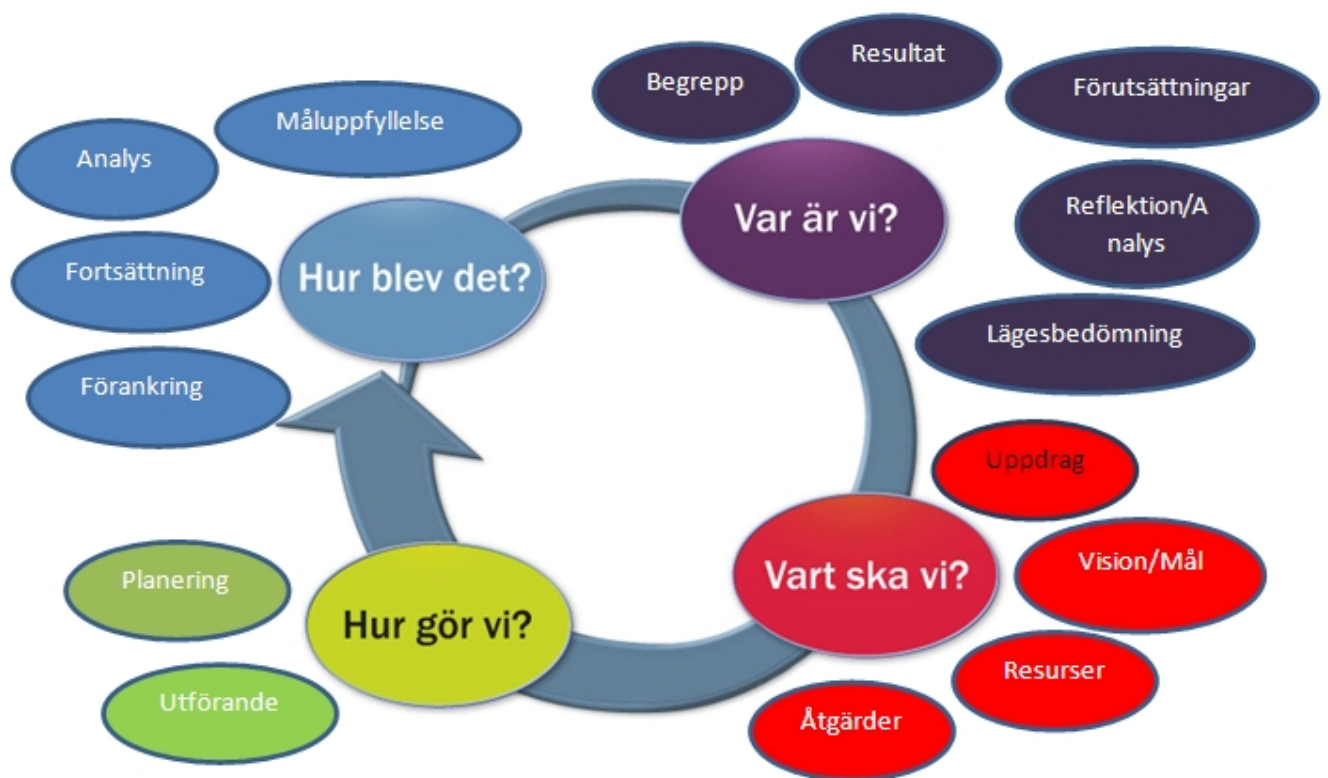 Resultat
Begrepp
Förutsättningar
Måluppfyllelse
Analys
Reflektion/A
nalys
Var är vi?
Fortsättning
Hur blev det?
Lägesbedömning
Förankring
Uppdrag
Vision/Mål
Vart ska vi?
Planering
Hur gör vi?
Resurser
Utförande
Åtgärder